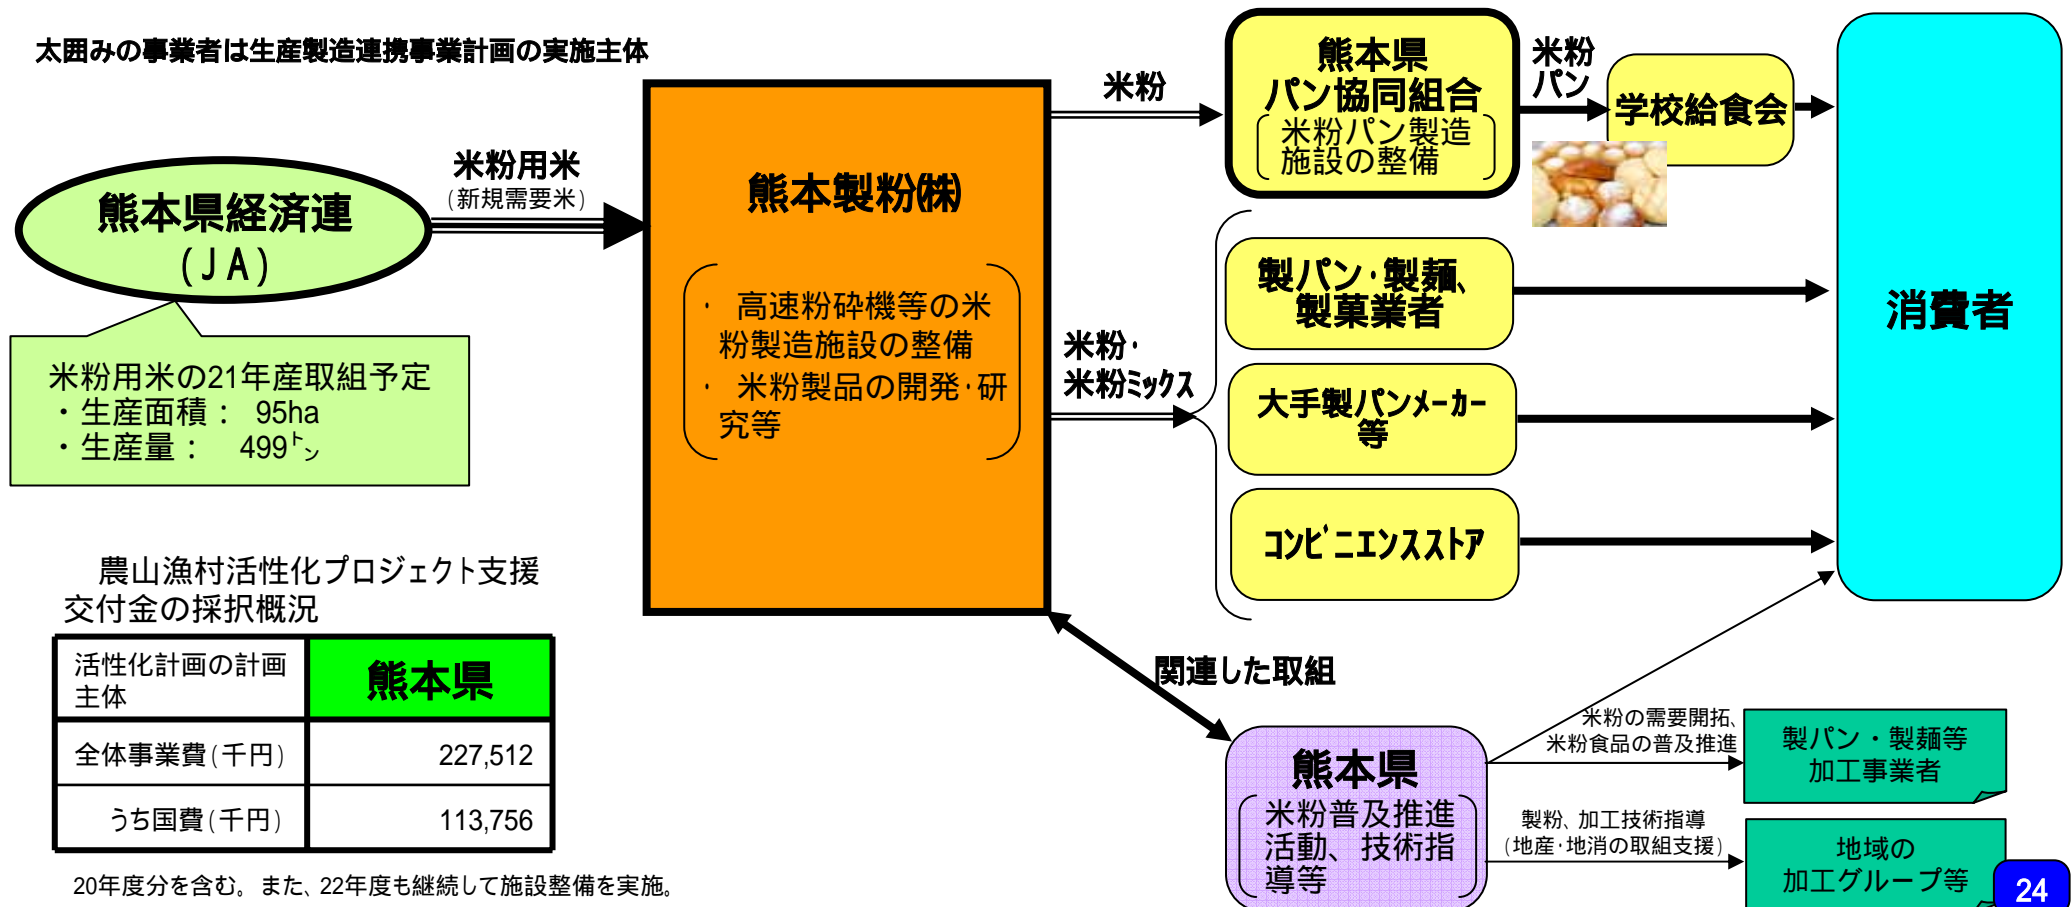 太囲みの事業者は生産製造連携事業計画の実施主体
熊本県経済連
(ＪＡ)
米粉用米
(新規需要米)
米粉用米の21年産取組予定
・生産面積： 95ha
・生産量： 499㌧
熊本製粉㈱
・ 高速粉砕機等の米
粉製造施設の整備
・ 米粉製品の開発・研
究等
米粉
熊本県
パン協同組合
米粉パン製造
施設の整備
米粉
パン
学校給食会
米粉・
米粉ﾐｯｸｽ
製パン・製麺、
製菓業者
大手製パンﾒｰｶｰ
等
ｺﾝﾋﾞﾆｴﾝｽｽﾄｱ
消費者
関連した取組
熊本県
米粉普及推進
活動、技術指
導等
米粉の需要開拓、
米粉食品の普及推進
製パン・製麺等
加工事業者
製粉、加工技術指導
(地産・地消の取組支援)
地域の
加工グループ等
農山漁村活性化プロジェクト支援
交付金の採択概況
活性化計画の計画
主体
熊本県
全体事業費(千円) 227,512
うち国費(千円) 113,756
20年度分を含む。また、22年度も継続して施設整備を実施。
24